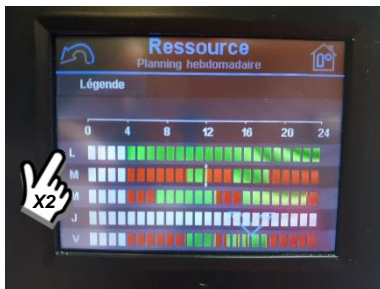 Ressource
Planning hebdomadaire
Légende
0 4 8 12 16 20 24
L
M
X2
M
J
V